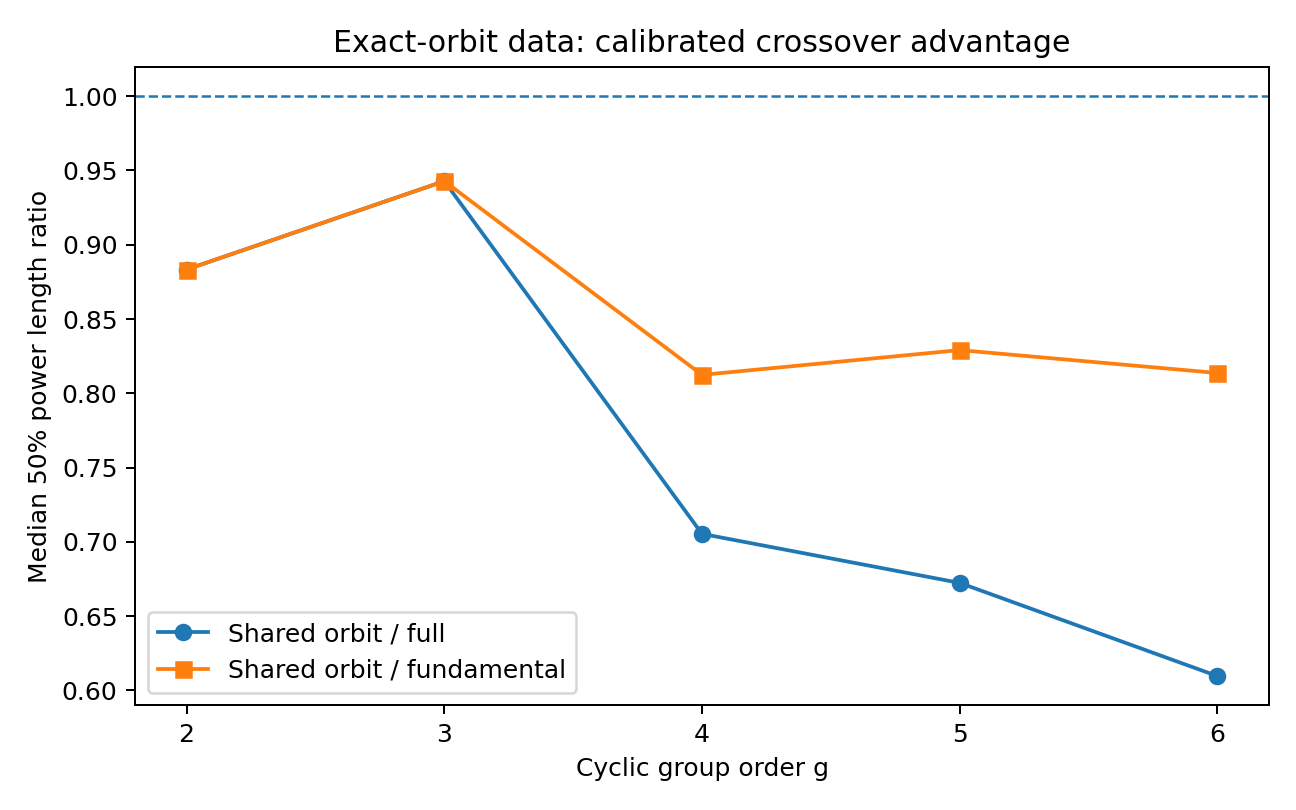 Exact-orbit data: calibrated crossover advantage
Median 50% power length ratio
1.00
0.95
0.90
0.85
0.80
0.75
0.70
0.65
0.60
Shared orbit / full
Shared orbit / fundamental
2 3 4 5 6
Cyclic group order g